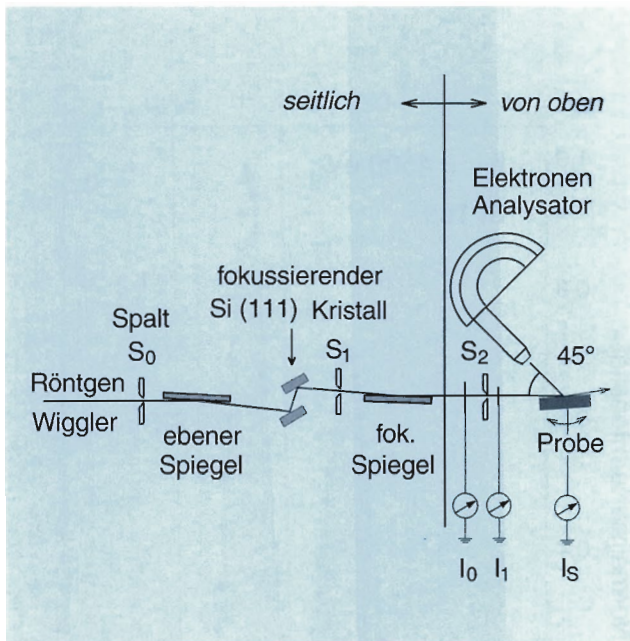 seitlich
von oben
Elektronen
Analysator
fokussierender
Si (111) Kristall
Spalt
S0
S1
S2
45°
Röntgen
Wiggler
ebener
Spiegel
fok.
Spiegel
Probe
I0
I1
IS